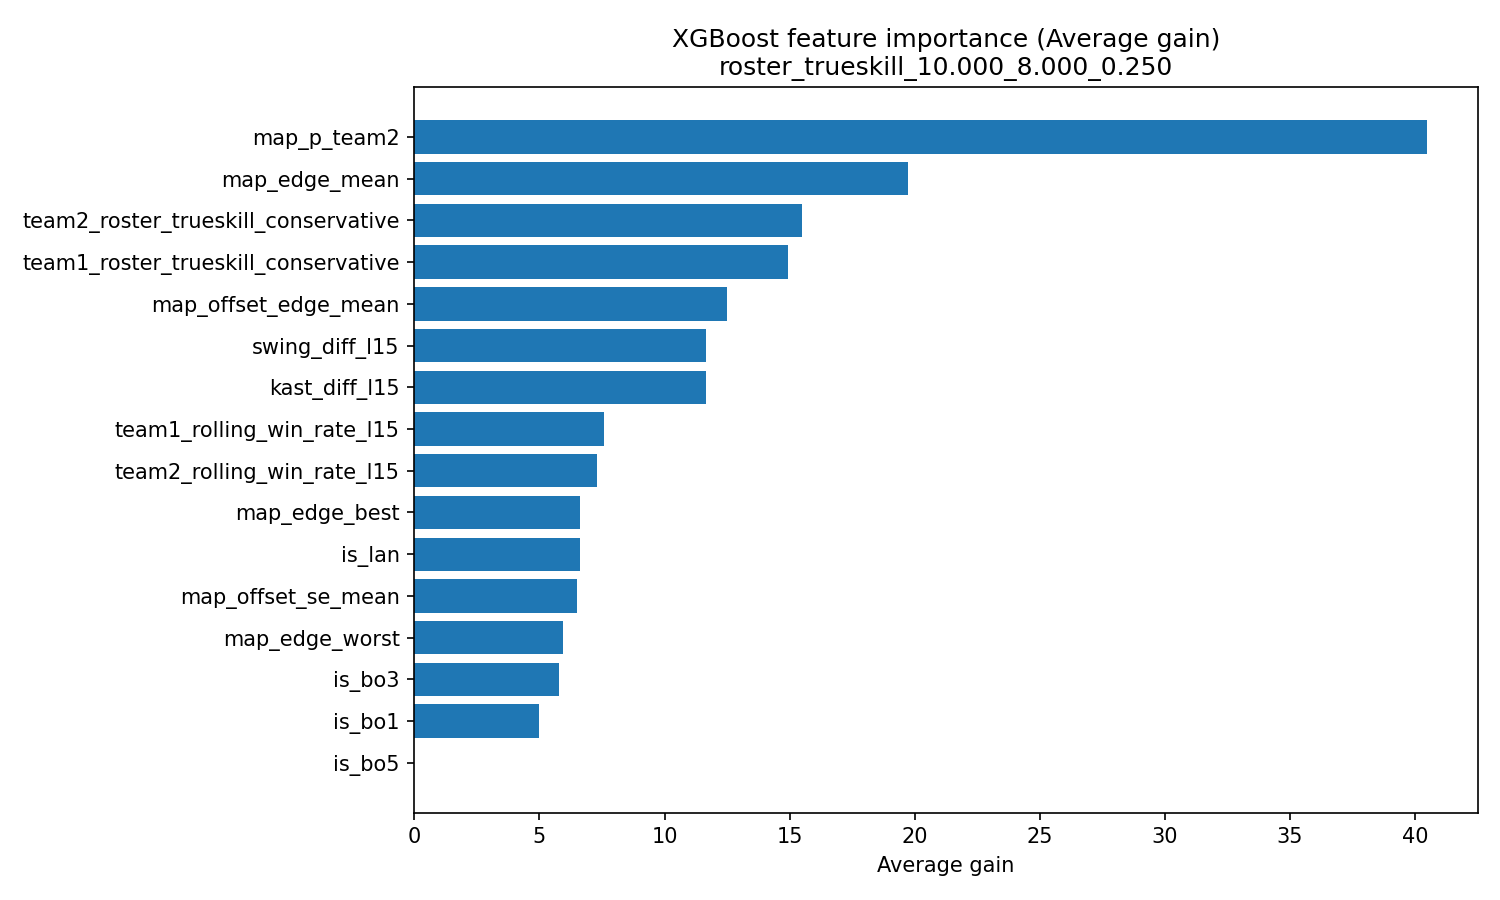 XGBoost feature importance (Average gain)
roster_trueskill_10.000_8.000_0.250
map_p_team2
map_edge_mean
team2_roster_trueskill_conservative
team1_roster_trueskill_conservative
map_offset_edge_mean
swing_diff_l15
kast_diff_l15
team1_rolling_win_rate_l15
team2_rolling_win_rate_l15
map_edge_best
is_lan
map_offset_se_mean
map_edge_worst
is_bo3
is_bo1
is_bo5
0 5 10 15 20 25 30 35 40
Average gain